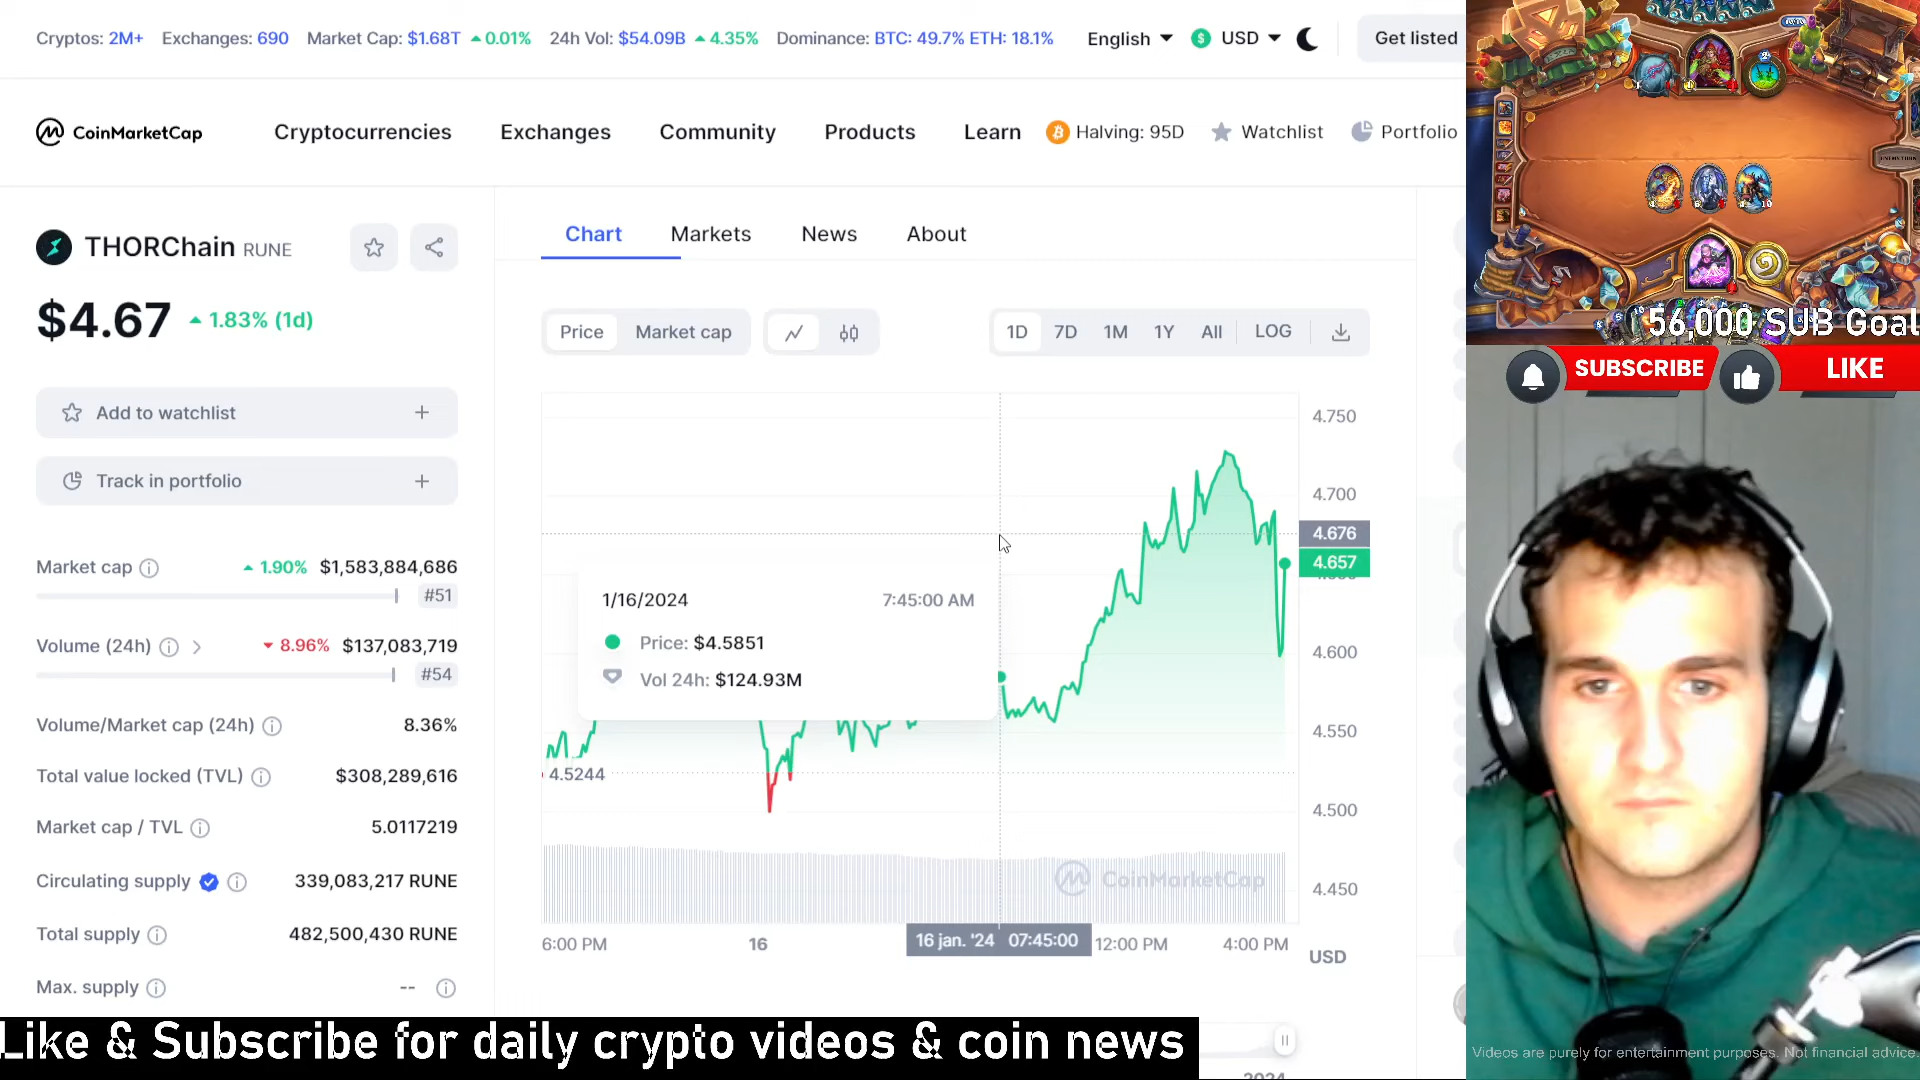 Cryptos: 2M+ Exchanges: 690 Market Cap: $1.68T 0.01% 24h Vol: $54.09B 4.35% Dominance: BTC: 49.7% ETH: 18.1% English USD Get listed
CoinMarketCap Cryptocurrencies Exchanges Community Products Learn Halving: 95D Watchlist Portfolio
THORChain RUNE
$4.67 1.83% (1d)
Add to watchlist +
Track in portfolio +
Market cap 1.90% $1,583,884,686
#51
Volume (24h) 8.96% $137,083,719
#54
Volume/Market cap (24h) 8.36%
Total value locked (TVL) $308,289,616
Market cap / TVL 5.0117219
Circulating supply 339,083,217 RUNE
Total supply 482,500,430 RUNE
Max. supply --
Chart Markets News About
Price Market cap 1D 7D 1M 1Y All LOG
4.750
4.700
4.676
4.657
4.600
4.550
4.500
4.450
1/16/2024 7:45:00 AM
Price: $4.5851
Vol 24h: $124.93M
4.5244
CoinMarketCap
6:00 PM 16 16 jan. '24 07:45:00 12:00 PM 4:00 PM USD
2024
56,000 SUB Goal
SUBSCRIBE LIKE
Like & Subscribe for daily crypto videos & coin news
Videos are purely for entertainment purposes. Not financial advice.